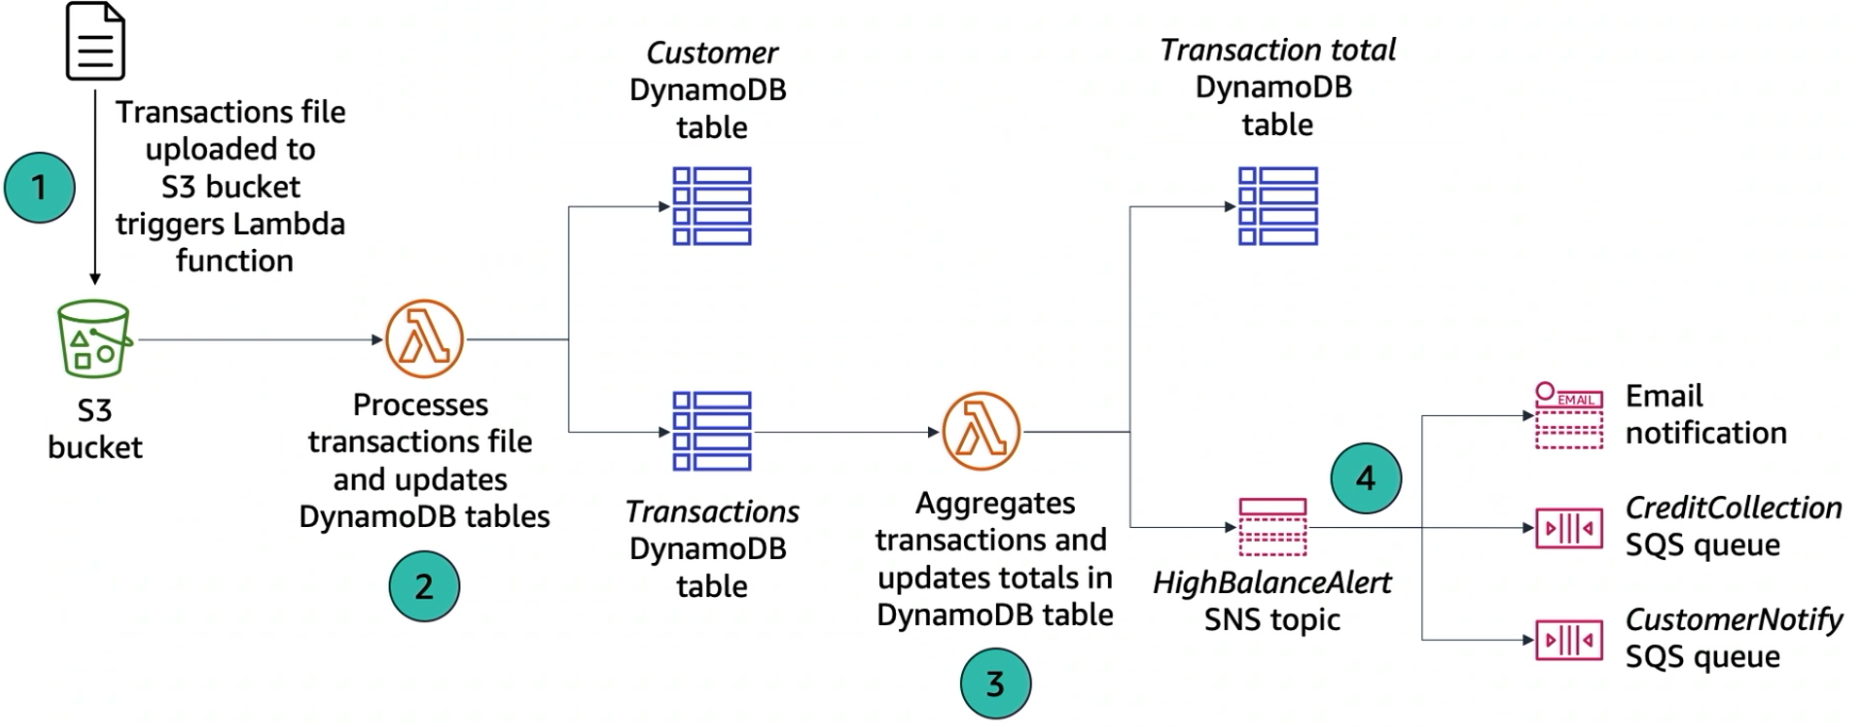 Transactions file
uploaded to
S3 bucket
triggers Lambda
function
1
S3
bucket
Processes
transactions file
and updates
DynamoDB tables
2
Customer
DynamoDB
table
Transactions
DynamoDB
table
Aggregates
transactions and
updates totals in
DynamoDB table
3
Transaction total
DynamoDB
table
HighBalanceAlert
SNS topic
4
EMAIL
Email
notification
CreditCollection
SQS queue
CustomerNotify
SQS queue